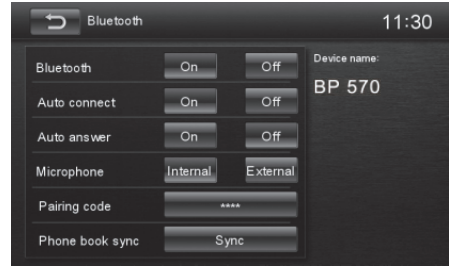 Bluetooth 11:30
Bluetooth On Off
Device name:
BP 570
Auto connect On Off
Auto answer On Off
Microphone Internal External
Pairing code ****
Phone book sync Sync